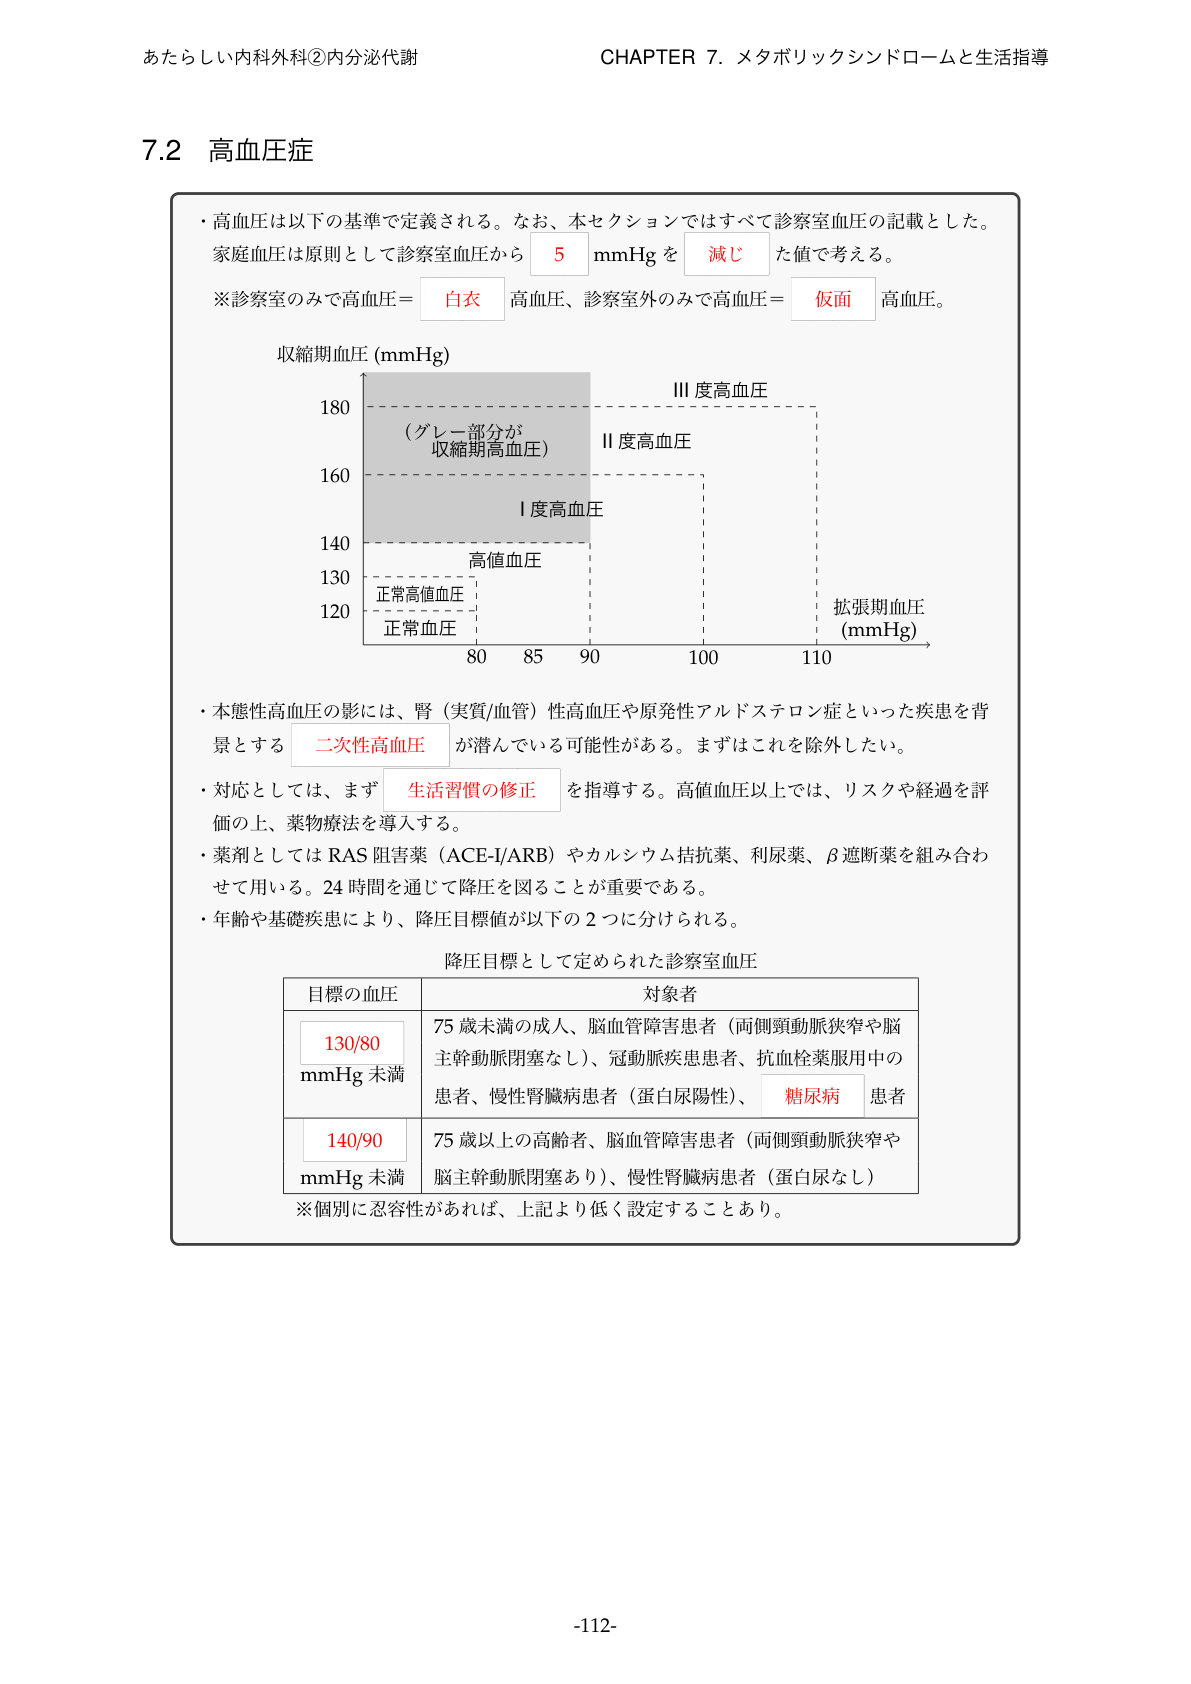 あたらしい内科外科②内分泌代謝
CHAPTER 7. メタボリックシンドロームと生活指導
7.2 高血圧症
・高血圧は以下の基準で定義される。なお、本セクションではすべて診察室血圧の記載とした。
家庭血圧は原則として診察室血圧から 5 mmHg を 減じ た値で考える。
※診察室のみで高血圧＝ 白衣 高血圧、診察室外のみで高血圧＝ 仮面 高血圧。
収縮期血圧 (mmHg)
III 度高血圧
180
（グレー部分が
収縮期高血圧）
II 度高血圧
160
I 度高血圧
140
高値血圧
130
正常高値血圧
120
正常血圧
拡張期血圧
(mmHg)
80 85 90 100 110
・本態性高血圧の影には、腎（実質/血管）性高血圧や原発性アルドステロン症といった疾患を背
景とする 二次性高血圧 が潜んでいる可能性がある。まずはこれを除外したい。
・対応としては、まず 生活習慣の修正 を指導する。高値血圧以上では、リスクや経過を評
価の上、薬物療法を導入する。
・薬剤としては RAS 阻害薬（ACE-I/ARB）やカルシウム拮抗薬、利尿薬、β 遮断薬を組み合わ
せて用いる。24 時間を通じて降圧を図ることが重要である。
・年齢や基礎疾患により、降圧目標値が以下の 2 つに分けられる。
降圧目標として定められた診察室血圧
目標の血圧 対象者
130/80
mmHg 未満
75 歳未満の成人、脳血管障害患者（両側頸動脈狭窄や脳
主幹動脈閉塞なし）、冠動脈疾患患者、抗血栓薬服用中の
患者、慢性腎臓病患者（蛋白尿陽性）、 糖尿病 患者
140/90
mmHg 未満
75 歳以上の高齢者、脳血管障害患者（両側頸動脈狭窄や
脳主幹動脈閉塞あり）、慢性腎臓病患者（蛋白尿なし）
※個別に忍容性があれば、上記より低く設定することあり。
-112-